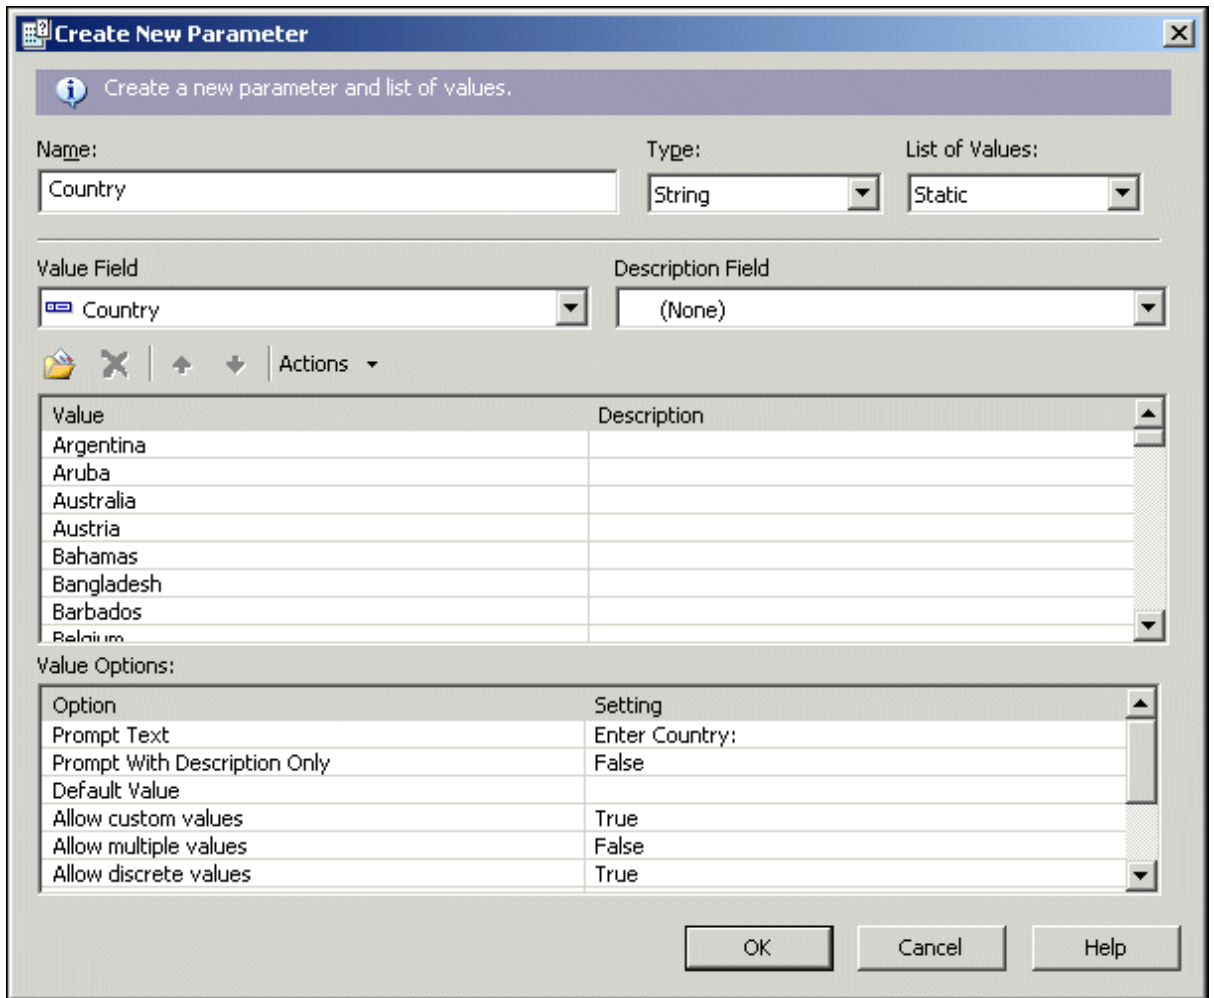 Create New Parameter
Create a new parameter and list of values.
Name: Type: List of Values:
Country String Static
Value Field Description Field
Country (None)
Actions
Value Description
Argentina
Aruba
Australia
Austria
Bahamas
Bangladesh
Barbados
Belgium
Value Options:
Option Setting
Prompt Text Enter Country:
Prompt With Description Only False
Default Value
Allow custom values True
Allow multiple values False
Allow discrete values True
OK Cancel Help